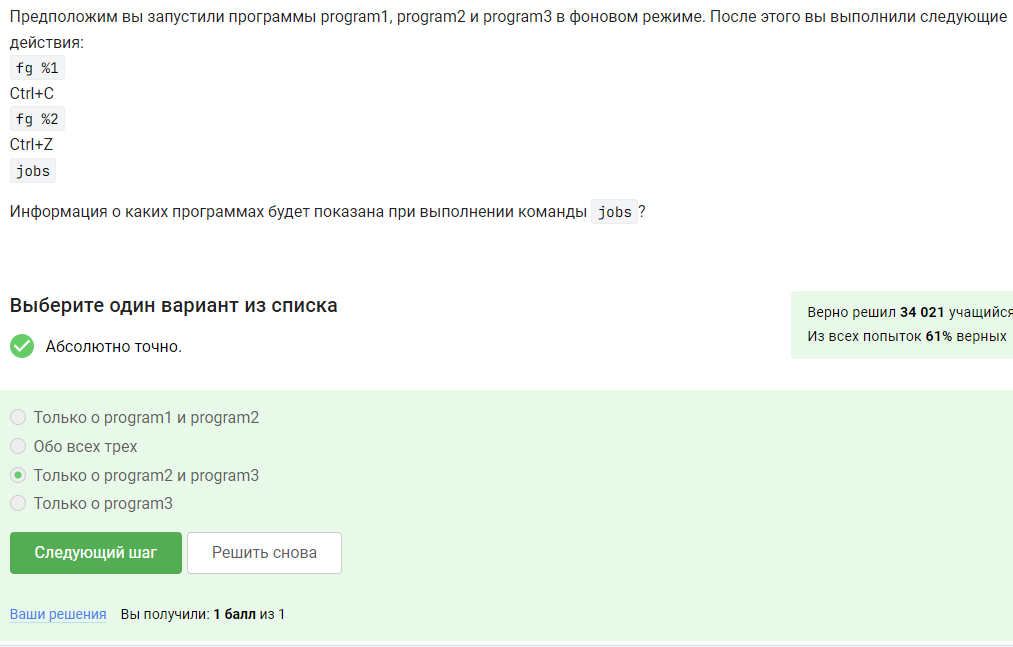 Предположим вы запустили программы program1, program2 и program3 в фоновом режиме. После этого вы выполнили следующие
действия:
fg %1
Ctrl+C
fg %2
Ctrl+Z
jobs
Информация о каких программах будет показана при выполнении команды jobs ?
Выберите один вариант из списка
Абсолютно точно.
Верно решил 34 021 учащийся
Из всех попыток 61% верных
Только о program1 и program2
Обо всех трех
Только о program2 и program3
Только о program3
Следующий шаг
Решить снова
Ваши решения Вы получили: 1 балл из 1